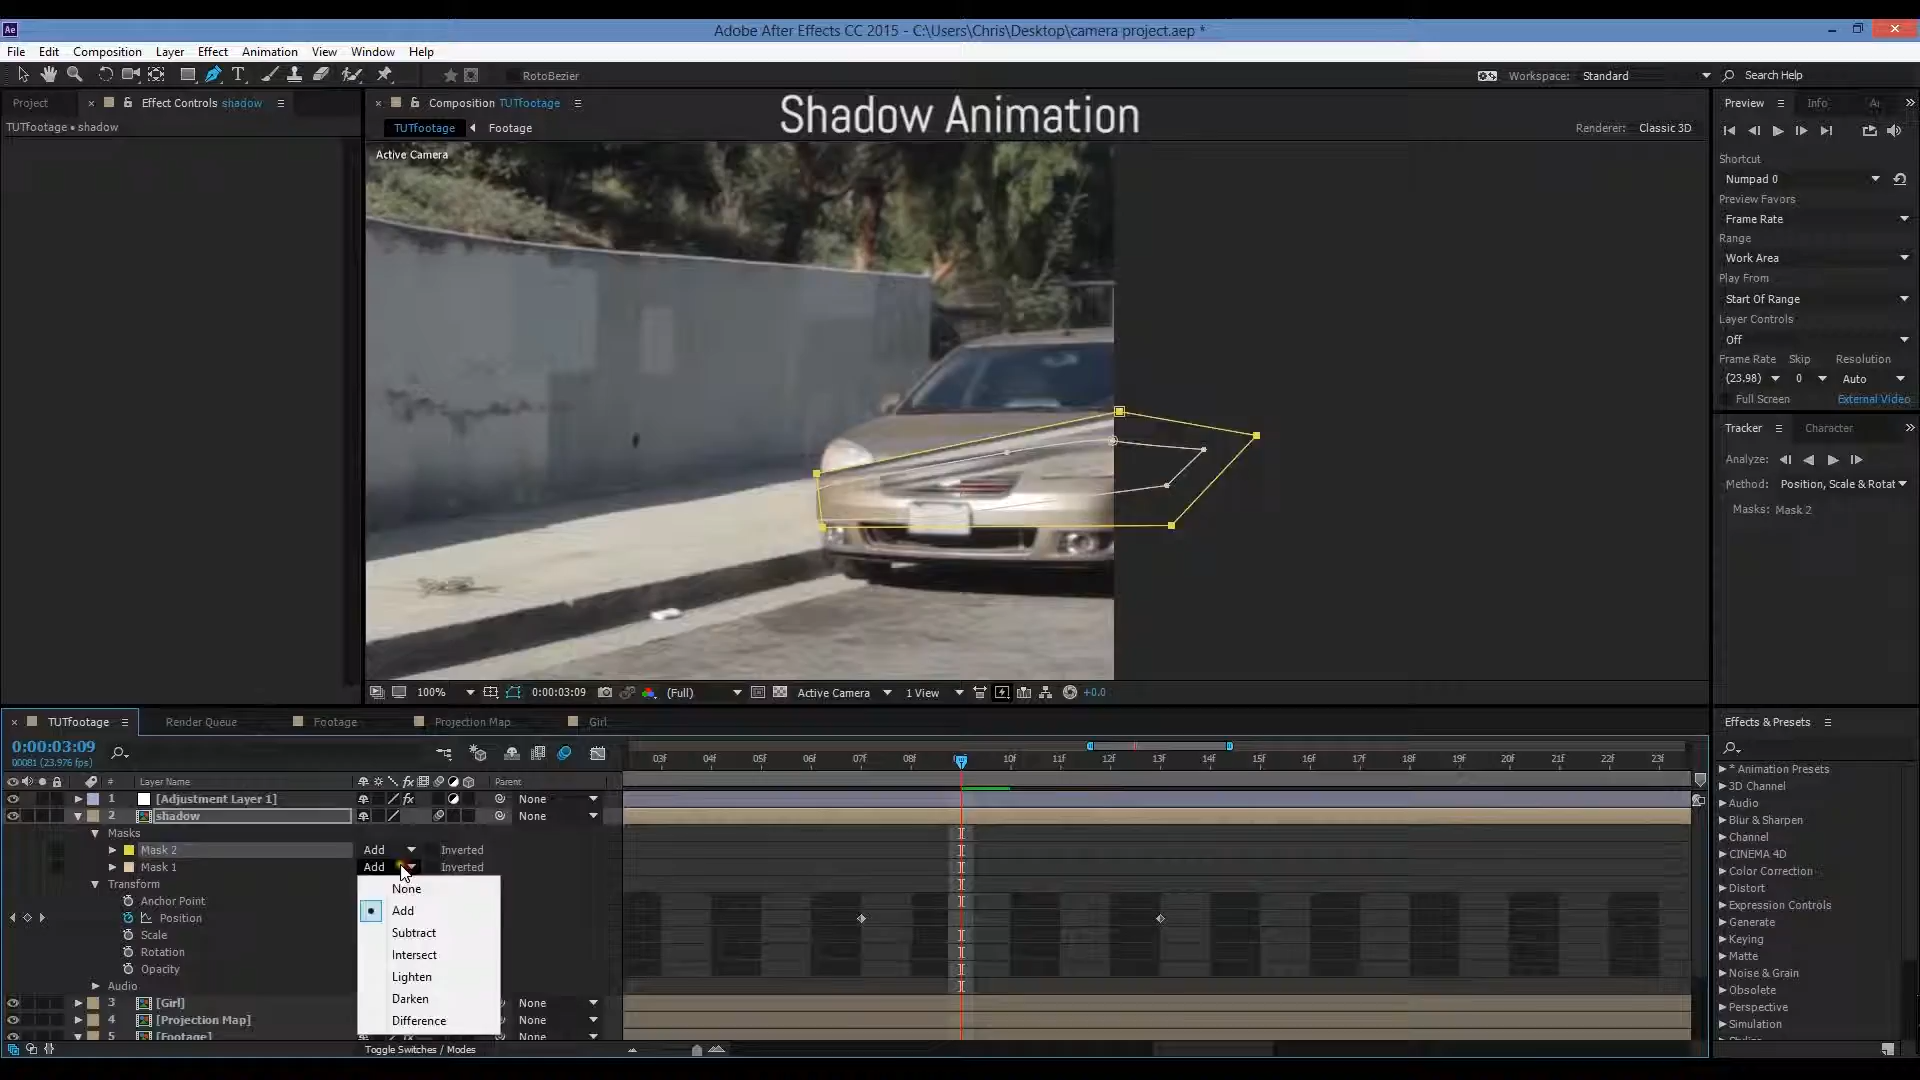 Ae
Adobe After Effects CC 2015 - C:\Users\Chris\Desktop\camera project.aep *
File Edit Composition Layer Effect Animation View Window Help
T RotoBezier Workspace: Standard Search Help
Project × Effect Controls shadow × Composition TUTfootage Preview Info
Shadow Animation
TUTfootage • shadow TUTfootage Footage Renderer: Classic 3D
Active Camera
Shortcut
Numpad 0
Preview Favors
Frame Rate
Range
Work Area
Play From
Start Of Range
Layer Controls
Off
Frame Rate Skip Resolution
(23.98) 0 Auto
Full Screen External Video
Tracker Character
Analyze:
Method: Position, Scale & Rotat
Masks: Mask 2
100% 0:00:03:09 (Full) Active Camera 1 View +0.0
× TUTfootage Render Queue Footage Projection Map Girl Effects & Presets
0:00:03:09
00081 (23.976 fps)
03f 04f 05f 06f 07f 08f 10f 11f 12f 13f 14f 15f 16f 17f 18f 19f 20f 21f 22f 23f
# Layer Name fx Parent
1 [Adjustment Layer 1] fx None
2 shadow None
Masks
Mask 2 Add Inverted
Mask 1 Add Inverted
Transform
Anchor Point
Position
Scale
Rotation
Opacity
Audio
3 [Girl] None
4 [Projection Map] None
5 [Footage] None
None
Add
Subtract
Intersect
Lighten
Darken
Difference
Toggle Switches / Modes
* Animation Presets
3D Channel
Audio
Blur & Sharpen
Channel
CINEMA 4D
Color Correction
Distort
Expression Controls
Generate
Keying
Matte
Noise & Grain
Obsolete
Perspective
Simulation